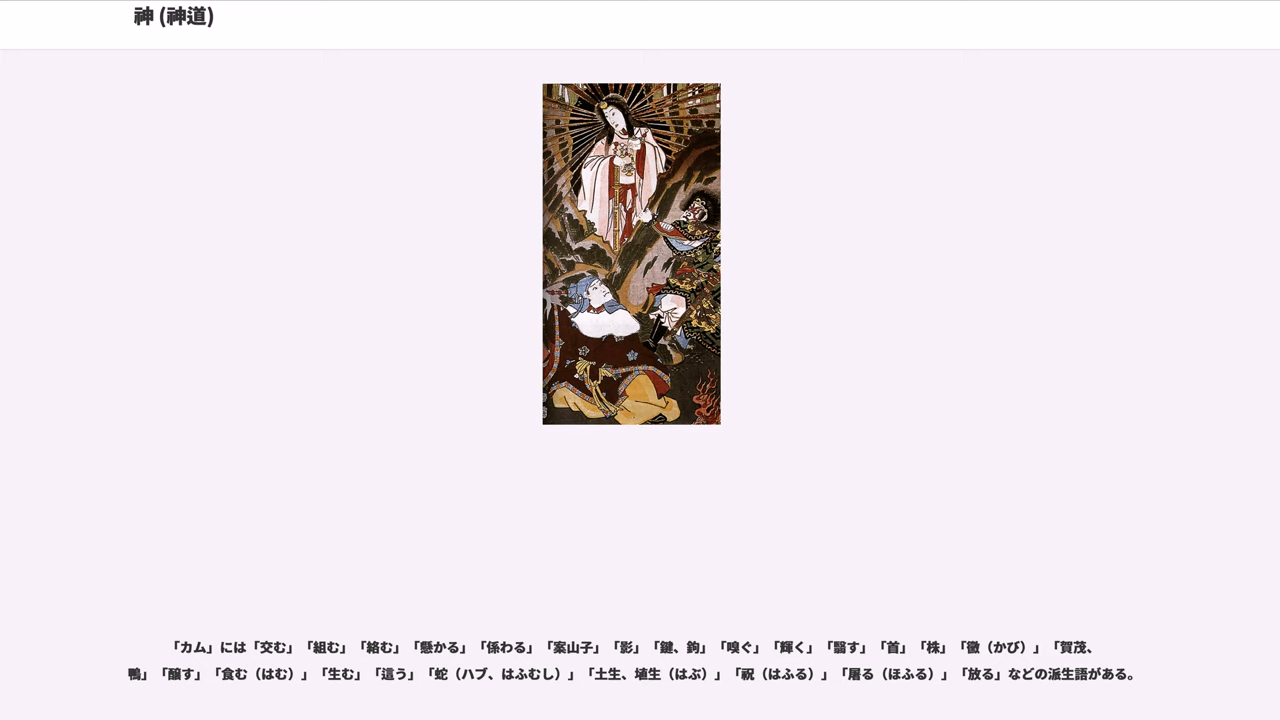 神 (神道)
「カム」には「交む」「組む」「絡む」「懸かる」「係わる」「案山子」「影」「鍵、鉤」「嗅ぐ」「輝く」「翳す」「首」「株」「黴（かび）」「賀茂、
鴨」「醸す」「食む（はむ）」「生む」「這う」「蛇（ハブ、はふむし）」「土生、埴生（はぶ）」「祝（はふる）」「屠る（ほふる）」「放る」などの派生語がある。